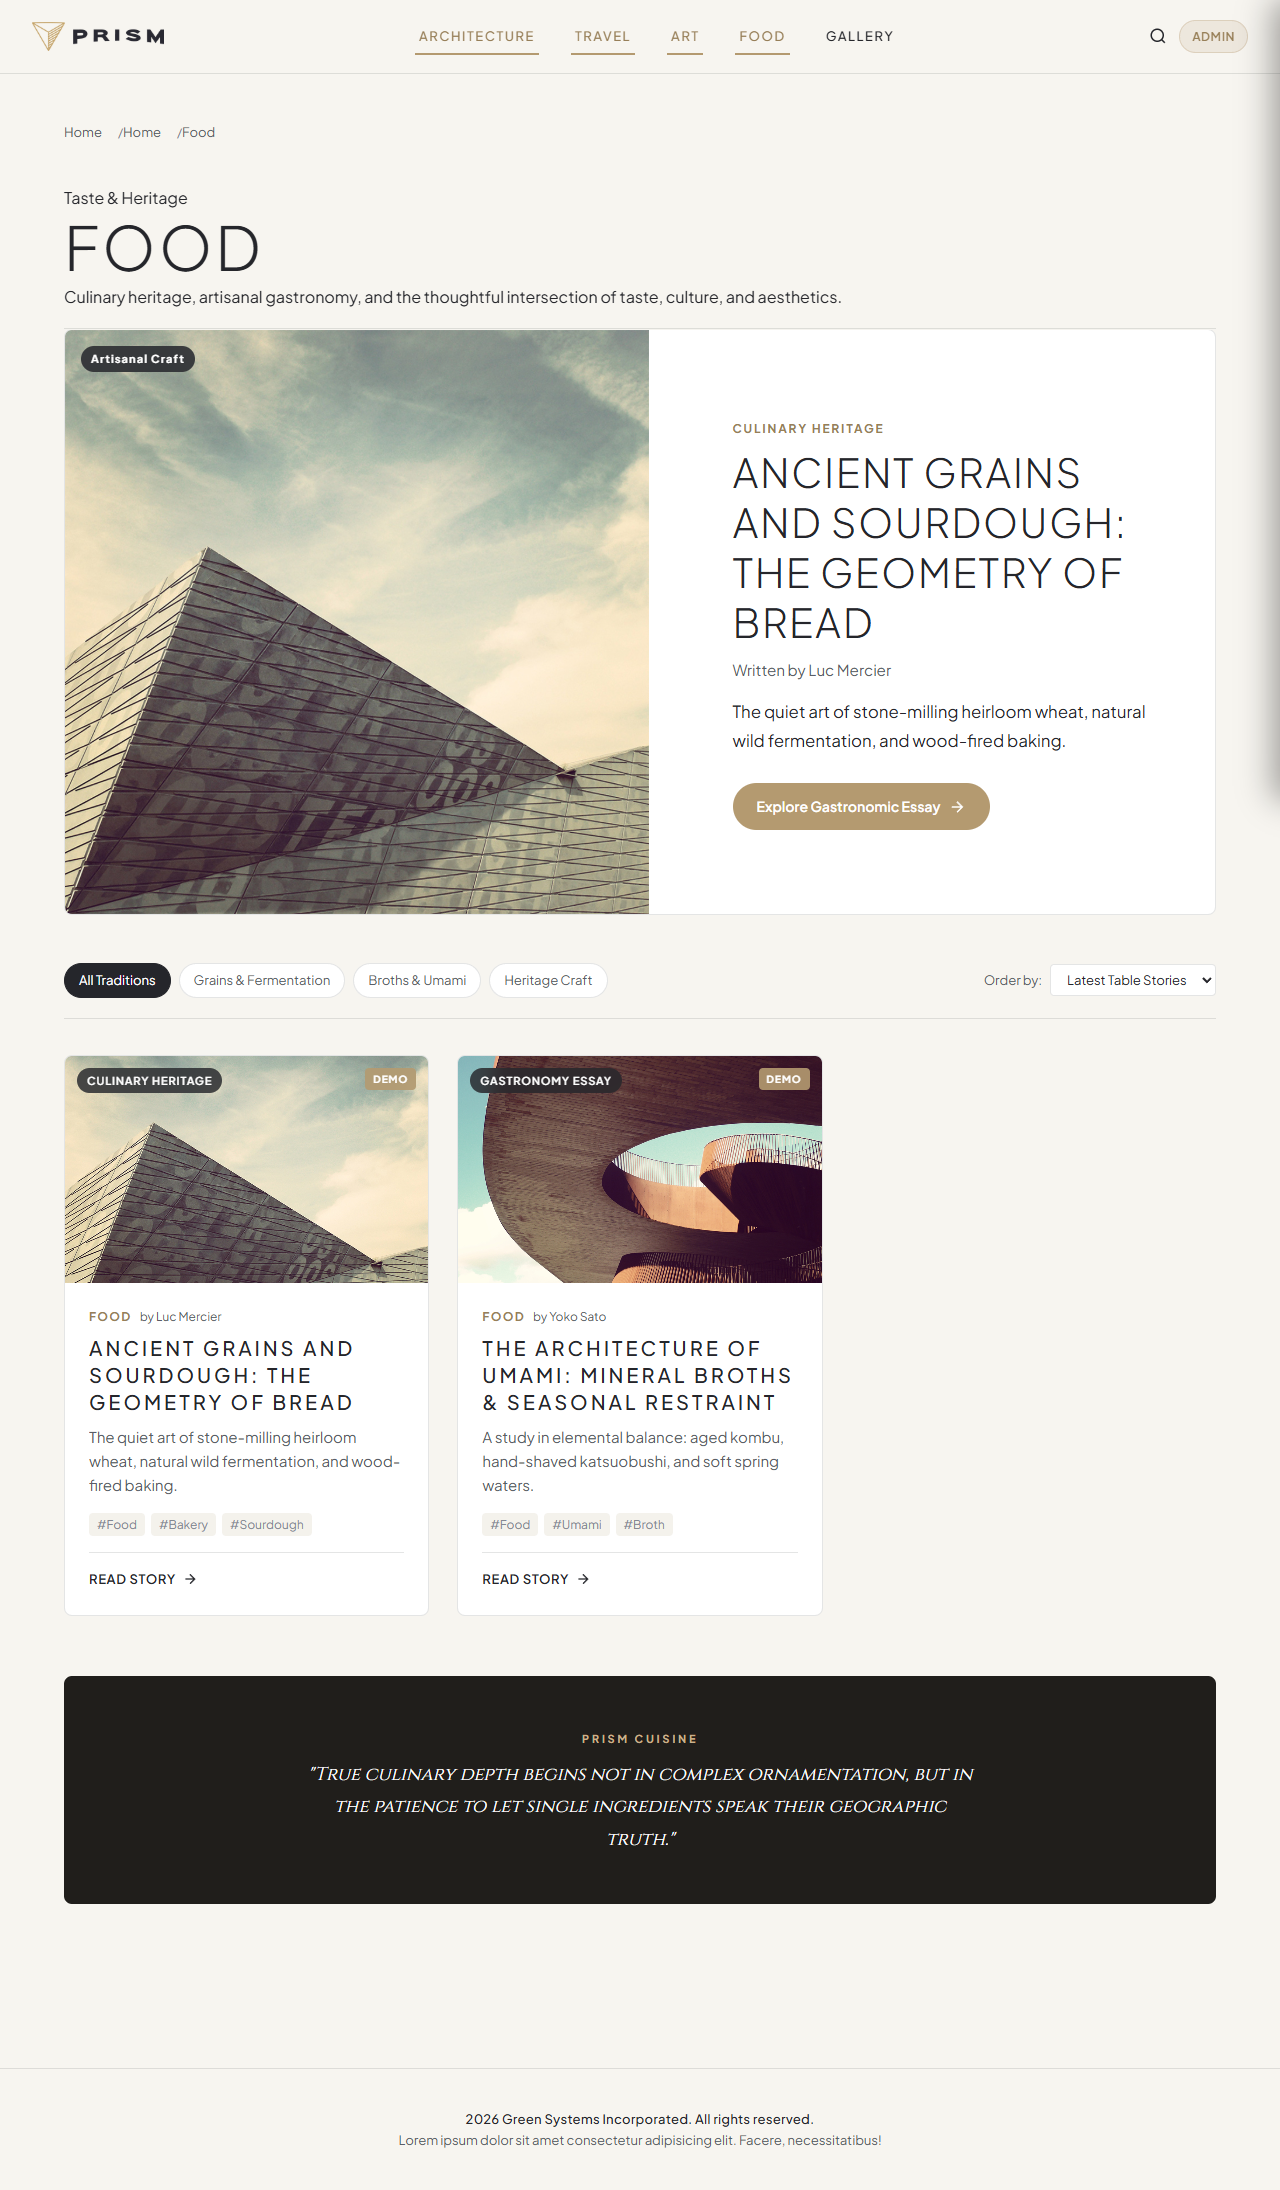 PRISM
ARCHITECTURE TRAVEL ART FOOD GALLERY
ADMIN
Home /Home /Food
Taste & Heritage
FOOD
Culinary heritage, artisanal gastronomy, and the thoughtful intersection of taste, culture, and aesthetics.
Artisanal Craft
CULINARY HERITAGE
ANCIENT GRAINS
AND SOURDOUGH:
THE GEOMETRY OF
BREAD
Written by Luc Mercier
The quiet art of stone-milling heirloom wheat, natural
wild fermentation, and wood-fired baking.
Explore Gastronomic Essay →
All Traditions Grains & Fermentation Broths & Umami Heritage Craft
Order by: Latest Table Stories
CULINARY HERITAGE DEMO
FOOD by Luc Mercier
ANCIENT GRAINS AND
SOURDOUGH: THE
GEOMETRY OF BREAD
The quiet art of stone-milling heirloom
wheat, natural wild fermentation, and wood-
fired baking.
#Food #Bakery #Sourdough
READ STORY →
GASTRONOMY ESSAY DEMO
FOOD by Yoko Sato
THE ARCHITECTURE OF
UMAMI: MINERAL BROTHS
& SEASONAL RESTRAINT
A study in elemental balance: aged kombu,
hand-shaved katsuobushi, and soft spring
waters.
#Food #Umami #Broth
READ STORY →
PRISM CUISINE
"TRUE CULINARY DEPTH BEGINS NOT IN COMPLEX ORNAMENTATION, BUT IN
THE PATIENCE TO LET SINGLE INGREDIENTS SPEAK THEIR GEOGRAPHIC
TRUTH."
2026 Green Systems Incorporated. All rights reserved.
Lorem ipsum dolor sit amet consectetur adipisicing elit. Facere, necessitatibus!